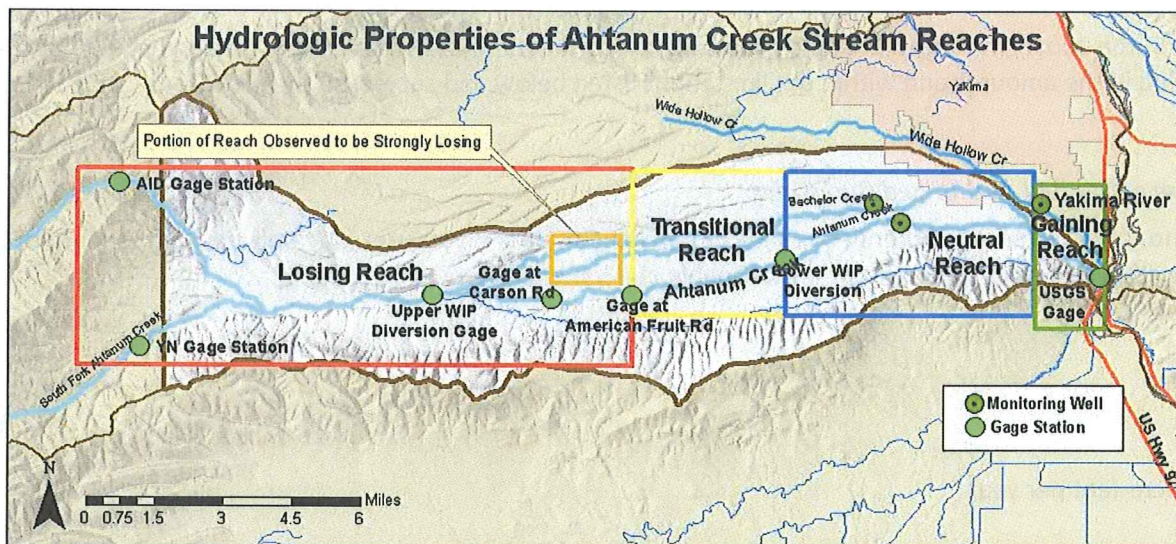 Hydrologic Properties of Ahtanum Creek Stream Reaches
Yakima
Wide Hollow Cr
Wide Hollow Cr
Portion of Reach Observed to be Strongly Losing
AID Gage Station
Bachelor Creek
Ahtanum Creek
Yakima River
Gaining
Reach
Transitional
Reach
Neutral
Reach
Losing Reach
Ahtanum Creek
Lower WIP
Diversion
USGS
Gage
Gage at
Carson Rd
Gage at
American Fruit Rd
Upper WIP
Diversion Gage
South Fork Ahtanum Creek
YN Gage Station
Monitoring Well
Gage Station
US Hwy
N
Miles
0 0.75 1.5 3 4.5 6